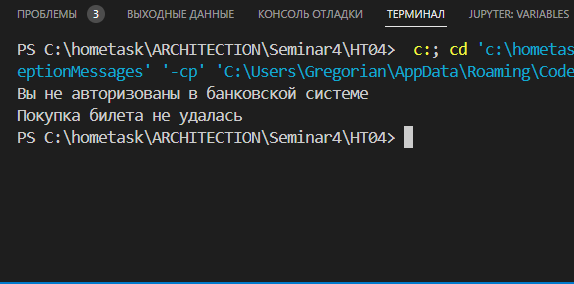 ПРОБЛЕМЫ 3 ВЫХОДНЫЕ ДАННЫЕ КОНСОЛЬ ОТЛАДКИ ТЕРМИНАЛ JUPYTER: VARIABLES
PS C:\hometask\ARCHITECTION\Seminar4\HT04> c:; cd 'c:\hometas
eptionMessages' '-cp' 'C:\Users\Gregorian\AppData\Roaming\Code
Вы не авторизованы в банковской системе
Покупка билета не удалась
PS C:\hometask\ARCHITECTION\Seminar4\HT04>